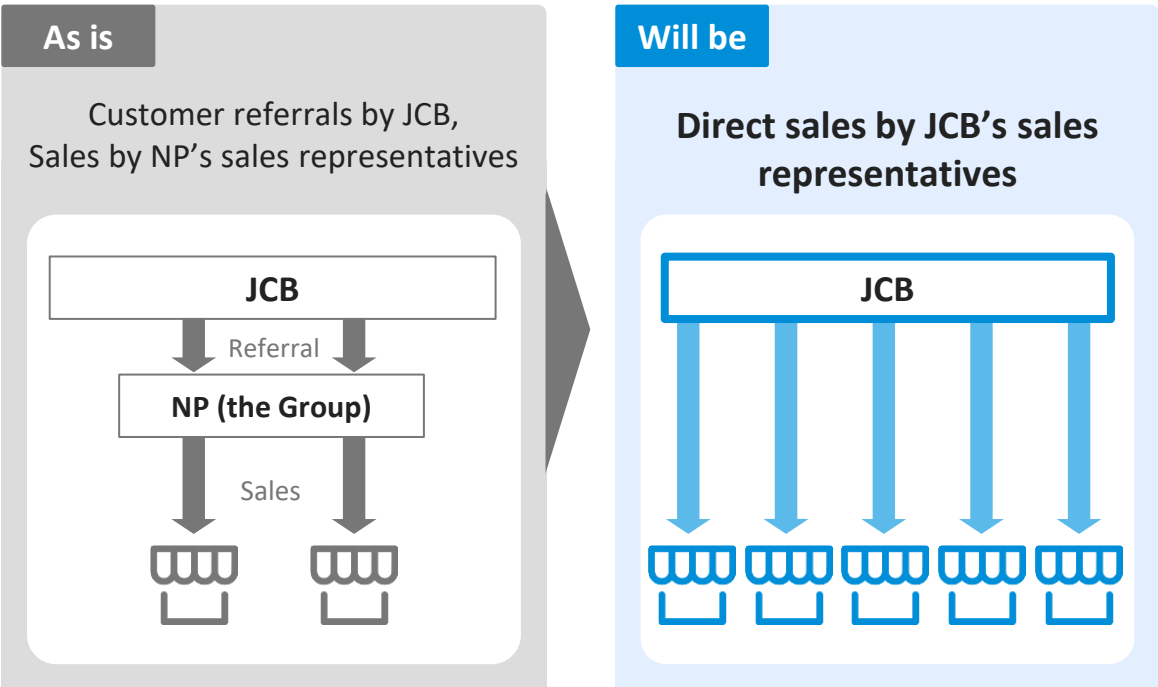 As is
Customer referrals by JCB,
Sales by NP’s sales representatives
JCB
Referral
NP (the Group)
Sales
Will be
Direct sales by JCB’s sales
representatives
JCB